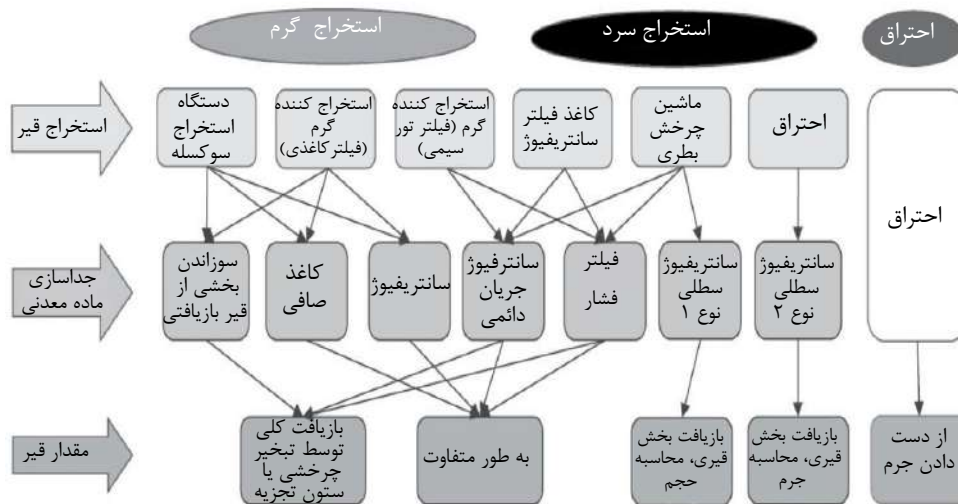 احتراق
استخراج سرد
استخراج گرم
استخراج قیر
دستگاه
استخراج
سوکسله
استخراج کننده
گرم
(فیلترکاغذی)
استخراج کننده
گرم (فیلتر تور
سیمی)
کاغذ فیلتر
سانتریفیوژ
ماشین
چرخش
بطری
احتراق
احتراق
جداسازی
ماده معدنی
سوزاندن
بخشی از
قیر بازیافتی
کاغذ
صافی
سانتریفیوژ
سانترفیوژ
جریان
دائمی
فیلتر
فشار
سانتریفیوژ
سطلی
نوع ۱
سانتریفیوژ
سطلی
نوع ۲
مقدار قیر
بازیافت کلی
توسط تبخیر
چرخشی یا
ستون تجزیه
به طور متفاوت
بازیافت بخش
قیری، محاسبه
حجم
بازیافت بخش
قیری، محاسبه
جرم
از دست
دادن جرم